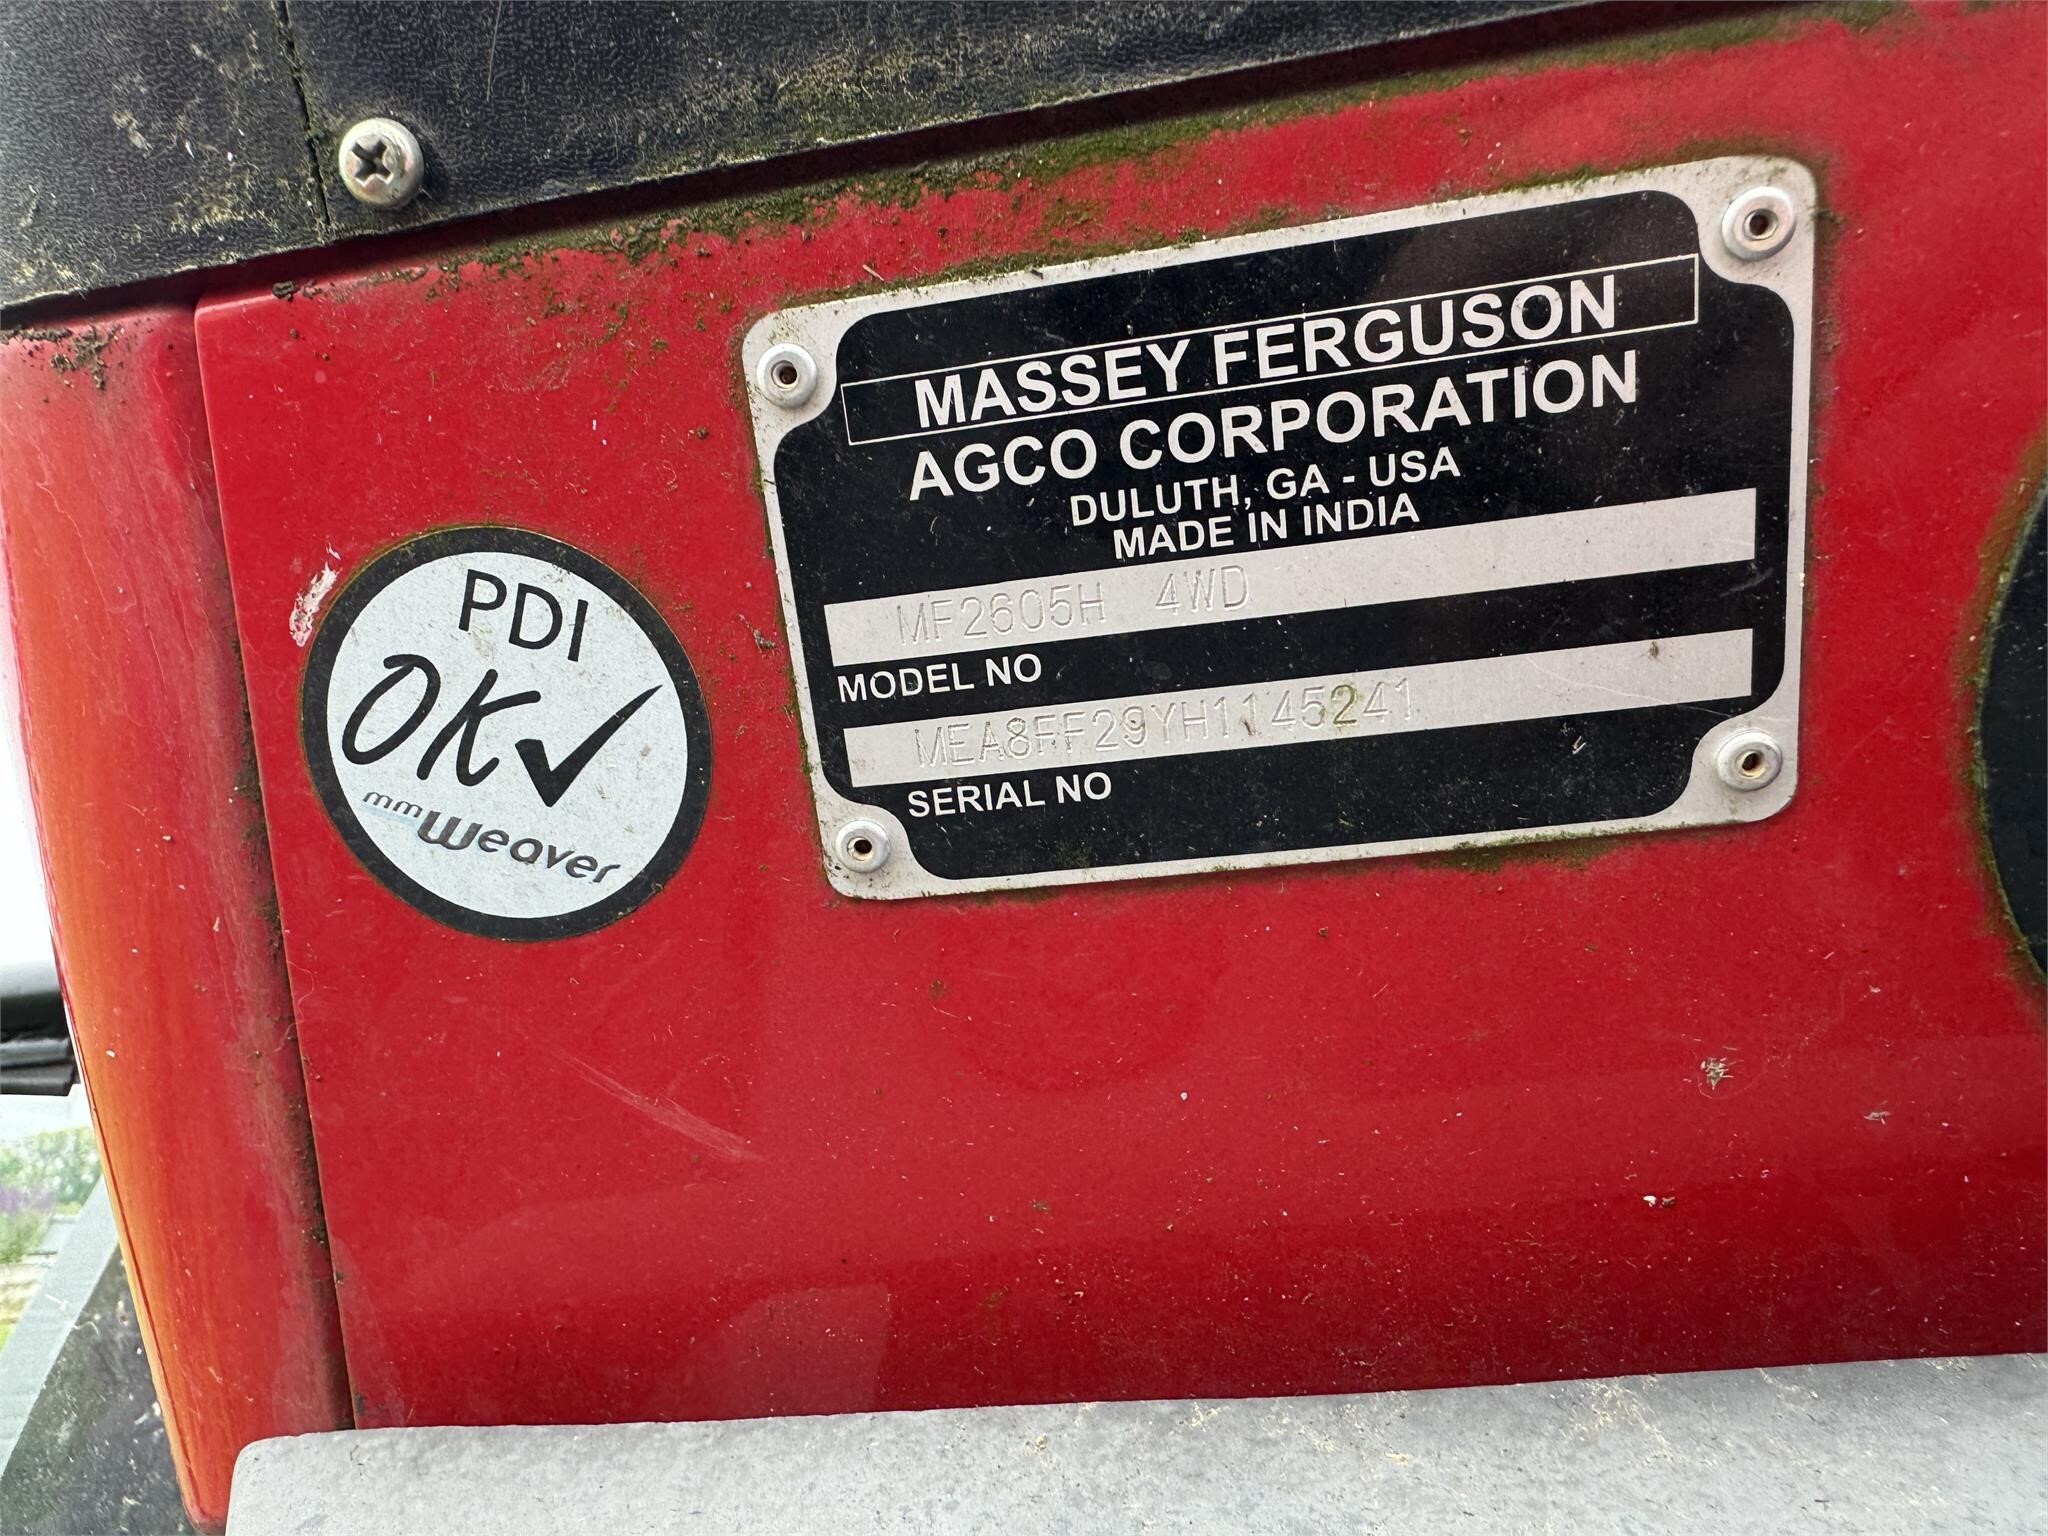 MASSEY FERGUSON
AGCO CORPORATION
DULUTH, GA - USA
MADE IN INDIA
MF2605H 4WD
MODEL NO
MEA8FF29YH1145241
SERIAL NO
PDI
OK✓
mmweaver